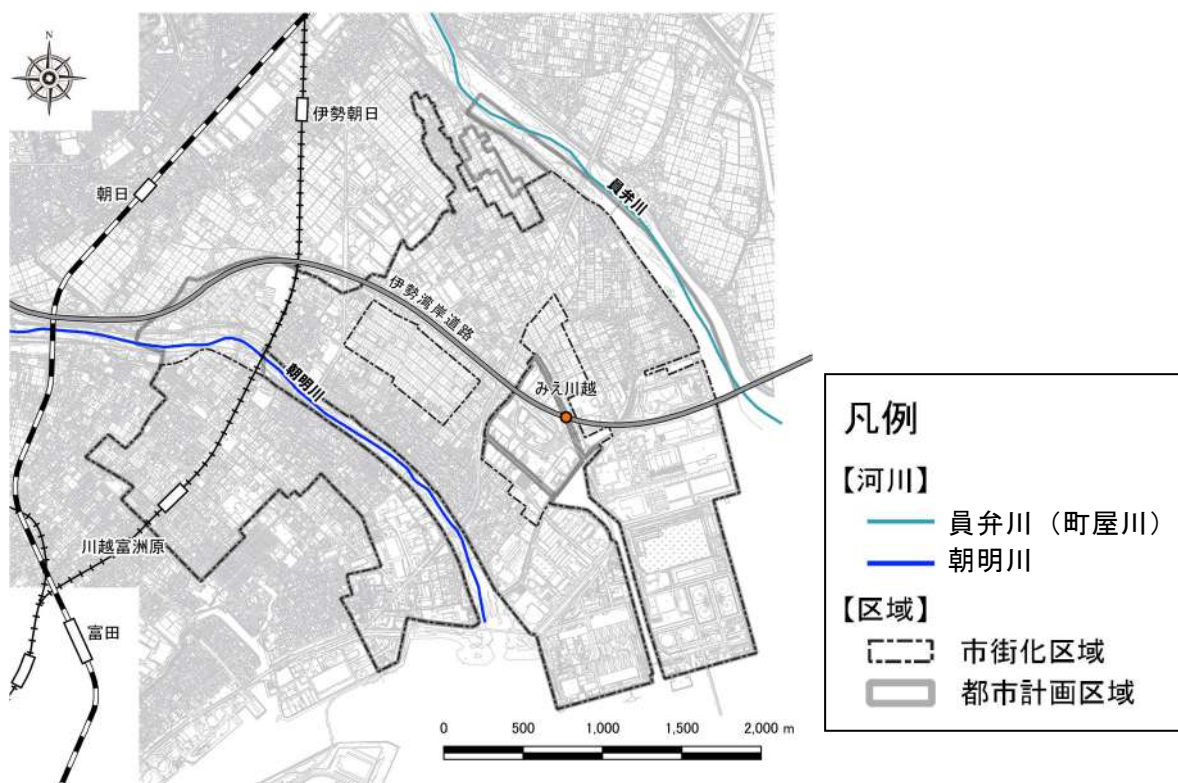 N
伊勢朝日
朝日
員弁川
伊勢湾岸道路
みえ川越
朝明川
川越富洲原
富田
0 500 1,000 1,500 2,000 m
凡例
【河川】
員弁川（町屋川）
朝明川
【区域】
市街化区域
都市計画区域